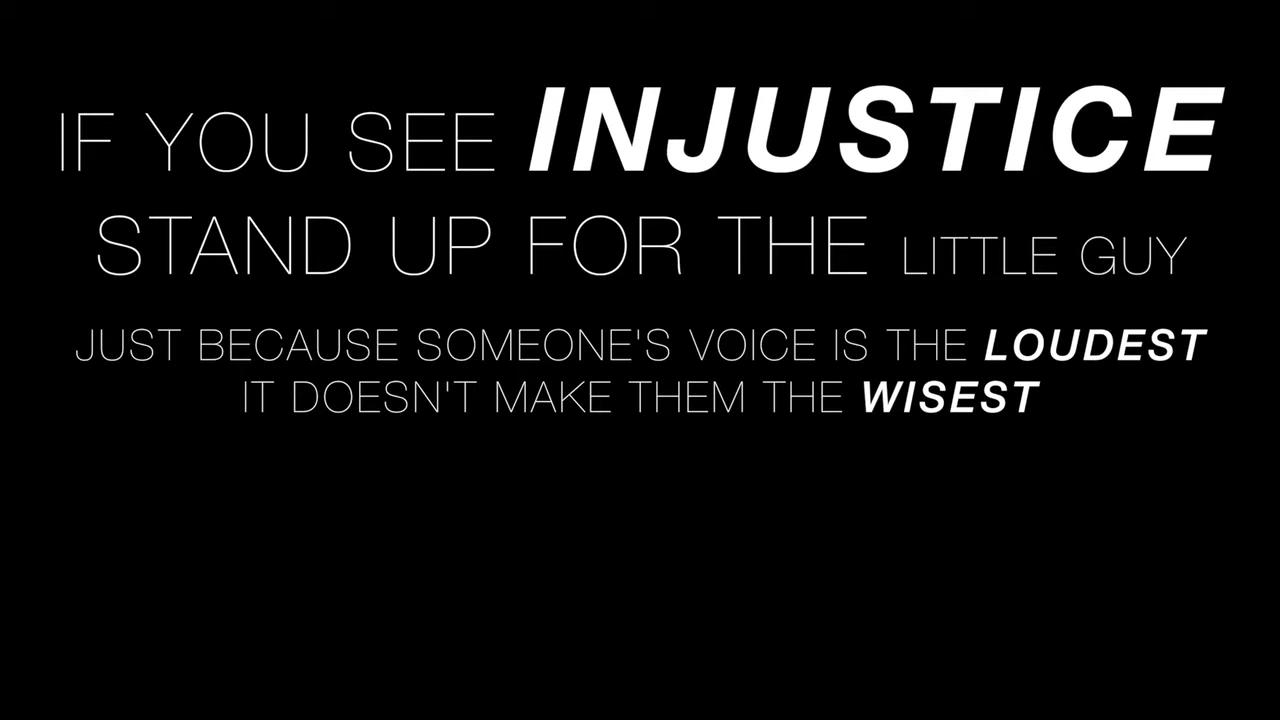 IF YOU SEE INJUSTICE
STAND UP FOR THE LITTLE GUY
JUST BECAUSE SOMEONE'S VOICE IS THE LOUDEST
IT DOESN'T MAKE THEM THE WISEST